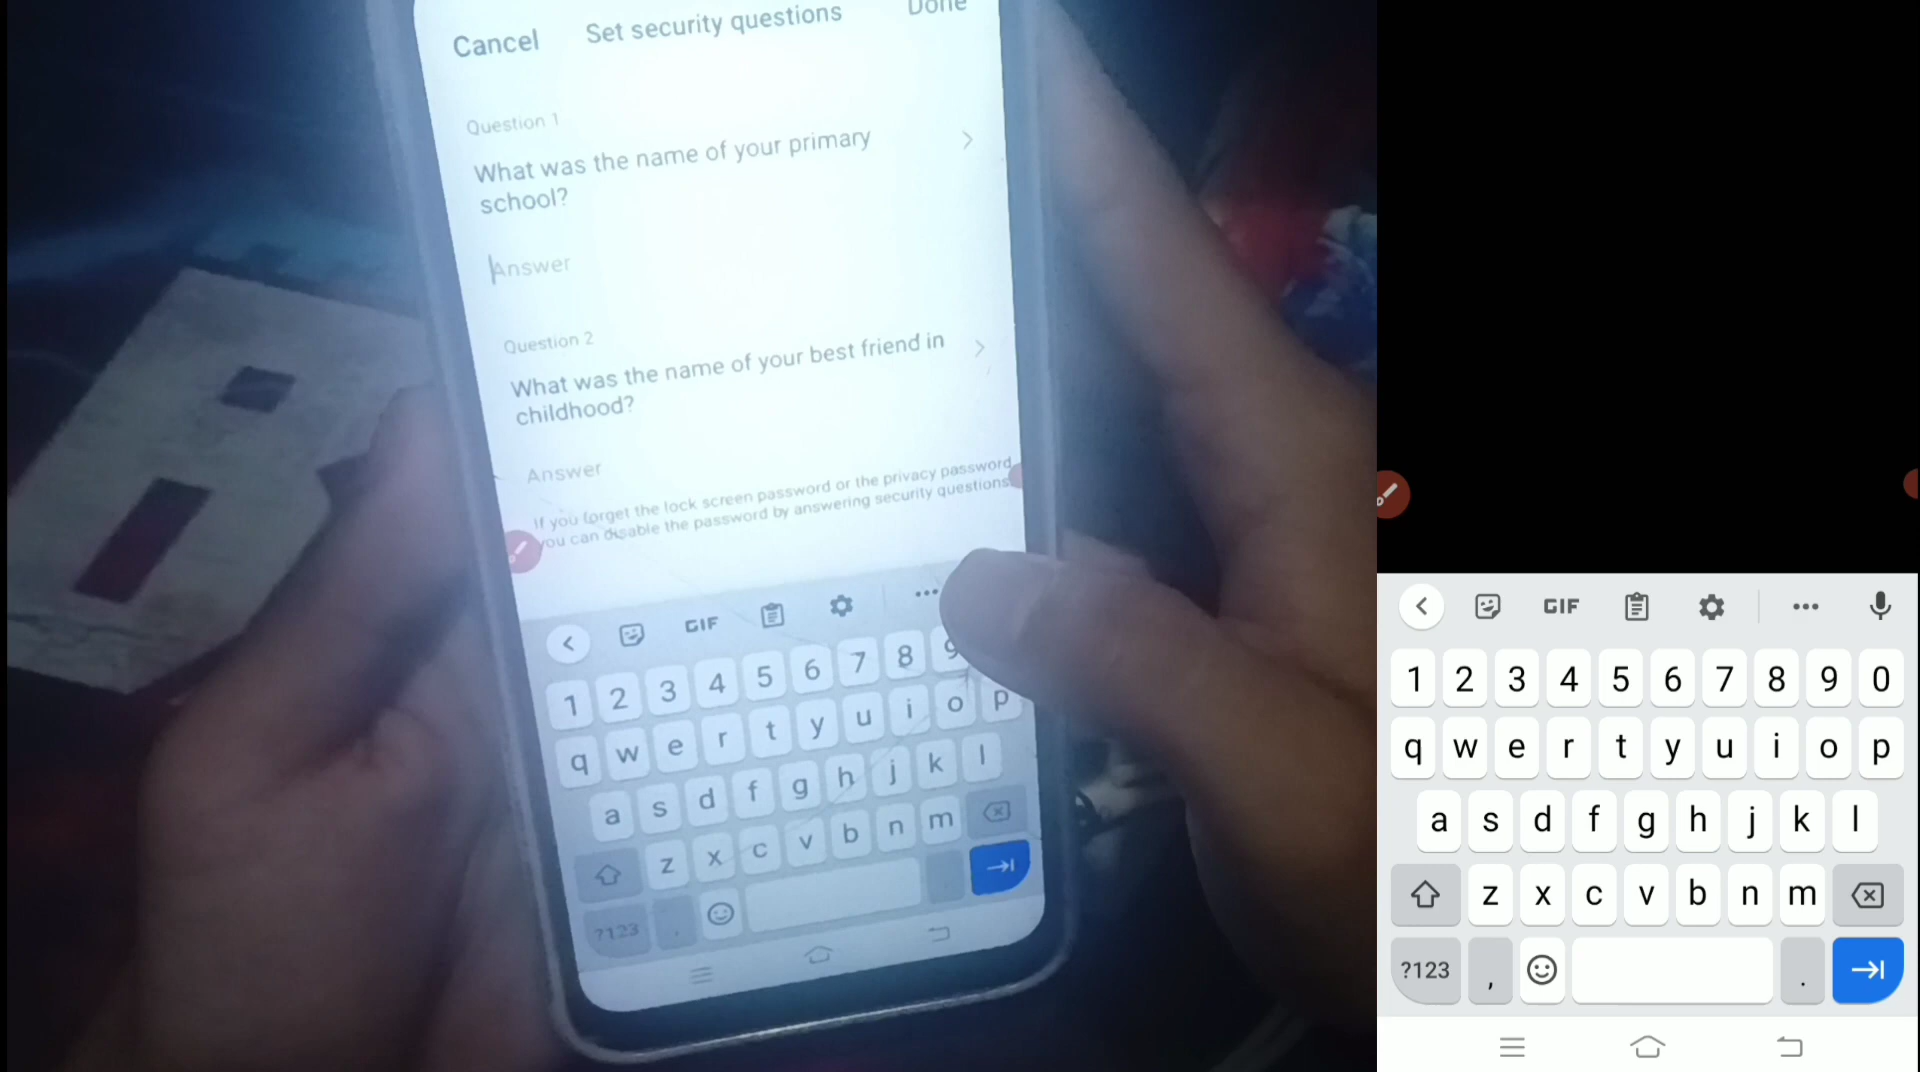 Cancel Set security questions Done
Question 1
What was the name of your primary
school?
Answer
Question 2
What was the name of your best friend in
childhood?
Answer
If you forget the lock screen password or the privacy password
you can disable the password by answering security questions
GIF
1 2 3 4 5 6 7 8 9
q w e r t y u i o p
a s d f g h j k l
z x c v b n m
?123 ,
GIF
1 2 3 4 5 6 7 8 9 0
q w e r t y u i o p
a s d f g h j k l
z x c v b n m
?123 , .